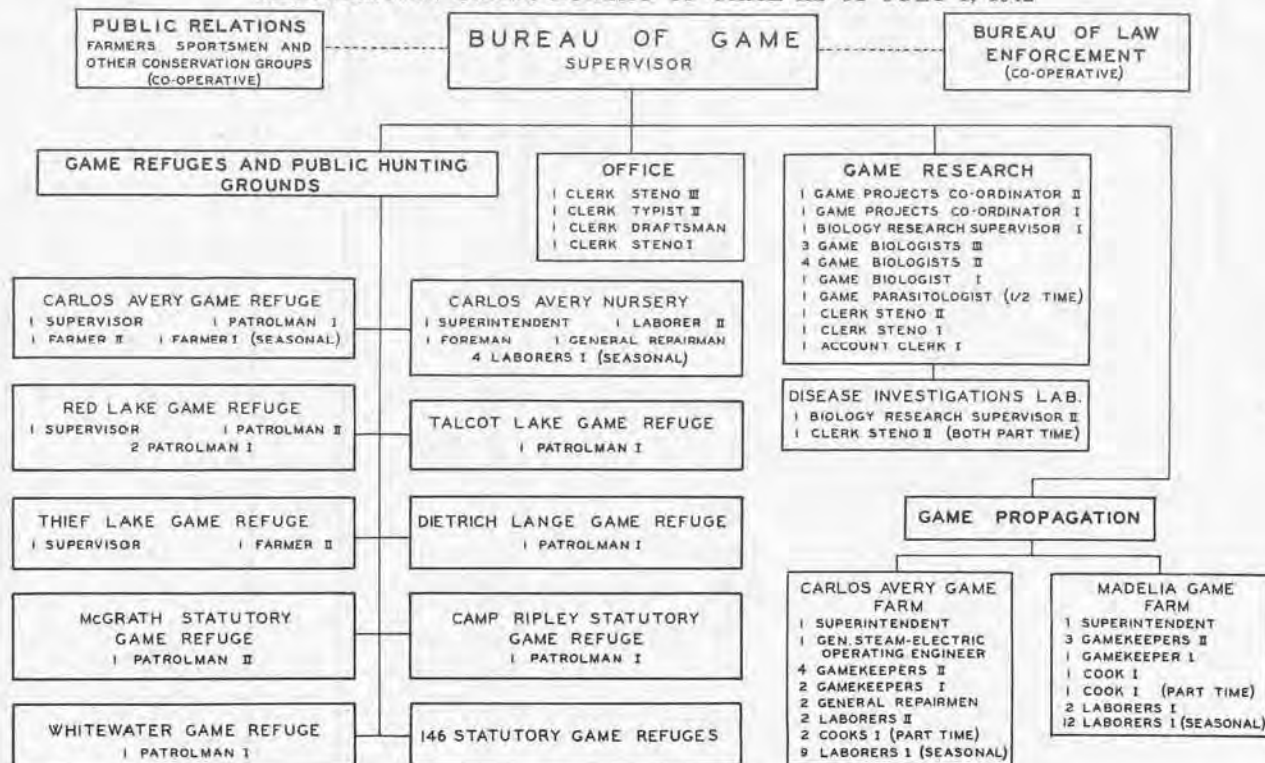 PUBLIC RELATIONS
FARMERS SPORTSMEN AND
OTHER CONSERVATION GROUPS
(CO-OPERATIVE)
BUREAU OF GAME
SUPERVISOR
BUREAU OF LAW
ENFORCEMENT
(CO-OPERATIVE)
GAME REFUGES AND PUBLIC HUNTING
GROUNDS
OFFICE
1 CLERK STENO III
1 CLERK TYPIST II
1 CLERK DRAFTSMAN
1 CLERK STENO I
GAME RESEARCH
1 GAME PROJECTS CO-ORDINATOR II
1 GAME PROJECTS CO-ORDINATOR I
1 BIOLOGY RESEARCH SUPERVISOR I
3 GAME BIOLOGISTS III
4 GAME BIOLOGISTS II
1 GAME BIOLOGIST I
1 GAME PARASITOLOGIST (1/2 TIME)
1 CLERK STENO II
1 CLERK STENO I
1 ACCOUNT CLERK I
CARLOS AVERY GAME REFUGE
1 SUPERVISOR 1 PATROLMAN I
1 FARMER II 1 FARMER I (SEASONAL)
CARLOS AVERY NURSERY
1 SUPERINTENDENT 1 LABORER II
1 FOREMAN 1 GENERAL REPAIRMAN
4 LABORERS I (SEASONAL)
RED LAKE GAME REFUGE
1 SUPERVISOR 1 PATROLMAN II
2 PATROLMAN I
TALCOT LAKE GAME REFUGE
1 PATROLMAN I
DISEASE INVESTIGATIONS LAB.
1 BIOLOGY RESEARCH SUPERVISOR II
1 CLERK STENO II (BOTH PART TIME)
THIEF LAKE GAME REFUGE
1 SUPERVISOR 1 FARMER II
DIETRICH LANGE GAME REFUGE
1 PATROLMAN I
GAME PROPAGATION
McGRATH STATUTORY
GAME REFUGE
1 PATROLMAN II
CAMP RIPLEY STATUTORY
GAME REFUGE
1 PATROLMAN I
WHITEWATER GAME REFUGE
1 PATROLMAN I
146 STATUTORY GAME REFUGES
CARLOS AVERY GAME
FARM
1 SUPERINTENDENT
1 GEN. STEAM-ELECTRIC
OPERATING ENGINEER
4 GAMEKEEPERS II
2 GAMEKEEPERS I
2 GENERAL REPAIRMEN
2 LABORERS II
2 COOKS I (PART TIME)
9 LABORERS I (SEASONAL)
MADELIA GAME
FARM
1 SUPERINTENDENT
3 GAMEKEEPERS II
1 GAMEKEEPER I
1 COOK I
1 COOK I (PART TIME)
2 LABORERS I
12 LABORERS I (SEASONAL)